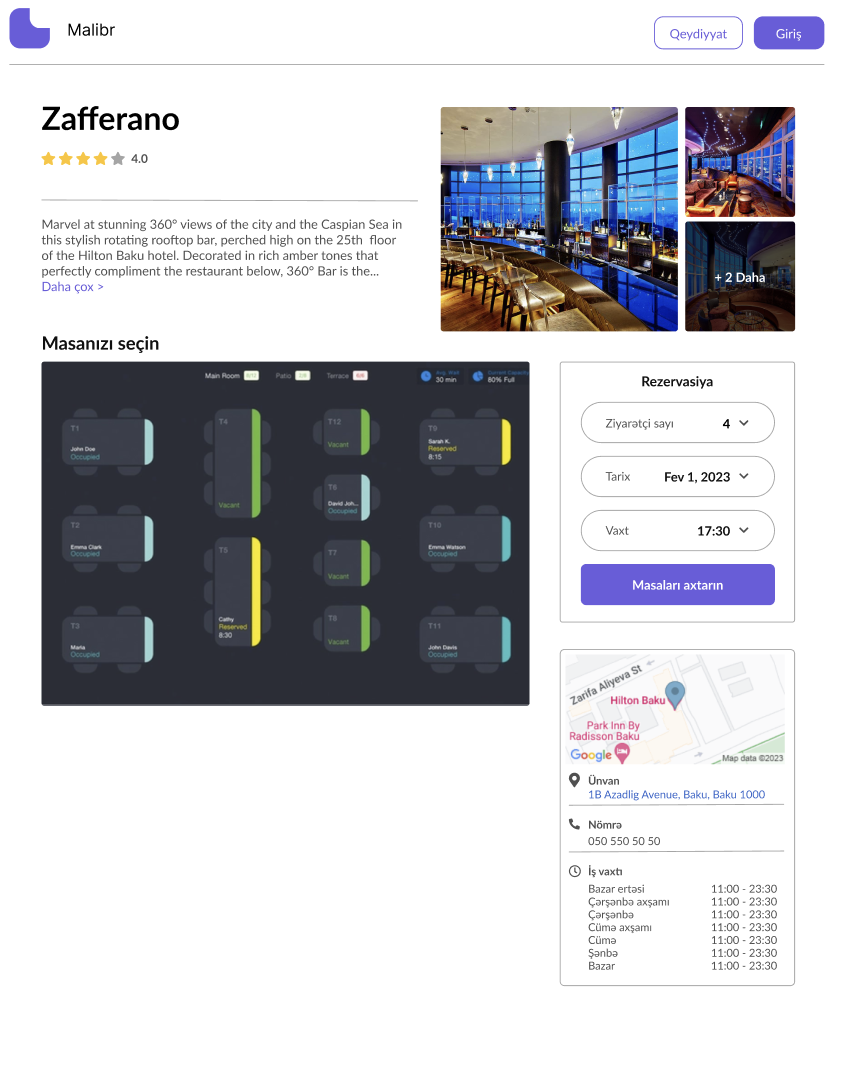 Malibr
Qeydiyyat
Giriş
Zafferano
4.0
Marvel at stunning 360° views of the city and the Caspian Sea in
this stylish rotating rooftop bar, perched high on the 25th floor
of the Hilton Baku hotel. Decorated in rich amber tones that
perfectly compliment the restaurant below, 360° Bar is the...
Daha çox >
+ 2 Daha
Masanızı seçin
Main Room
Patio
Terrace
Avg. Wait
30 min
Current Capacity
60% Full
T1
John Doe
Occupied
T4
Vacant
T12
Vacant
T9
Sarah K.
Reserved
8:15
T6
David Joh...
Occupied
T2
Emma Clark
Occupied
T5
Cathy
Reserved
8:30
T7
Vacant
T10
Emma Watson
Occupied
T3
Maria
Occupied
T8
Vacant
T11
John Davis
Occupied
Rezervasiya
Ziyarətçi sayı 4
Tarix Fev 1, 2023
Vaxt 17:30
Masaları axtarın
Zarifa Aliyeva St
Hilton Baku
Park Inn By
Radisson Baku
Google
Map data ©2023
Ünvan
1B Azadlig Avenue, Baku, Baku 1000
Nömrə
050 550 50 50
İş vaxtı
Bazar ertəsi 11:00 - 23:30
Çərşənbə axşamı 11:00 - 23:30
Çərşənbə 11:00 - 23:30
Cümə axşamı 11:00 - 23:30
Cümə 11:00 - 23:30
Şənbə 11:00 - 23:30
Bazar 11:00 - 23:30